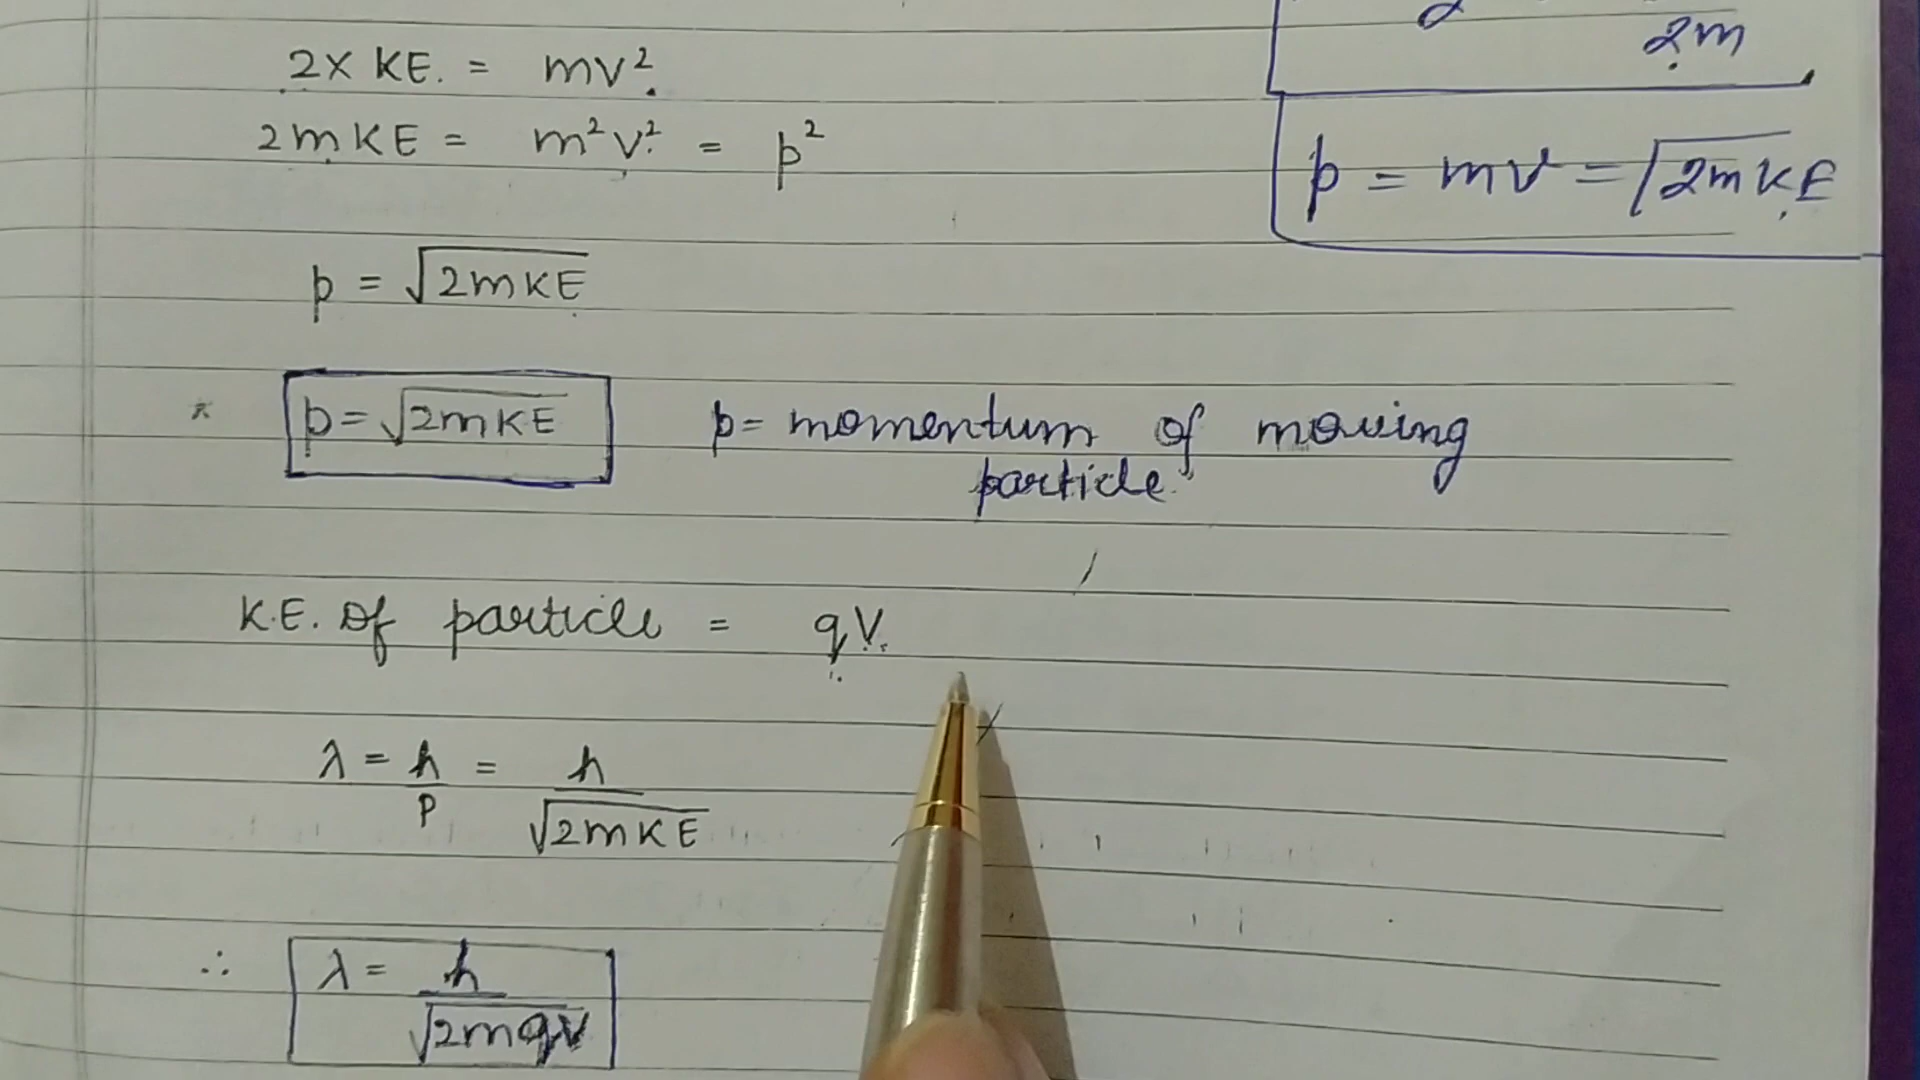 2m
2 x KE. = mv²
2mKE = m²v² = p²
p = mv = √2mKE
p = √2mKE
* p = √2mKE p = momentum of moving
particle.
K.E. Of particle = qV.
λ = h/p = h/√2mKE
∴ λ = h/√2mqV